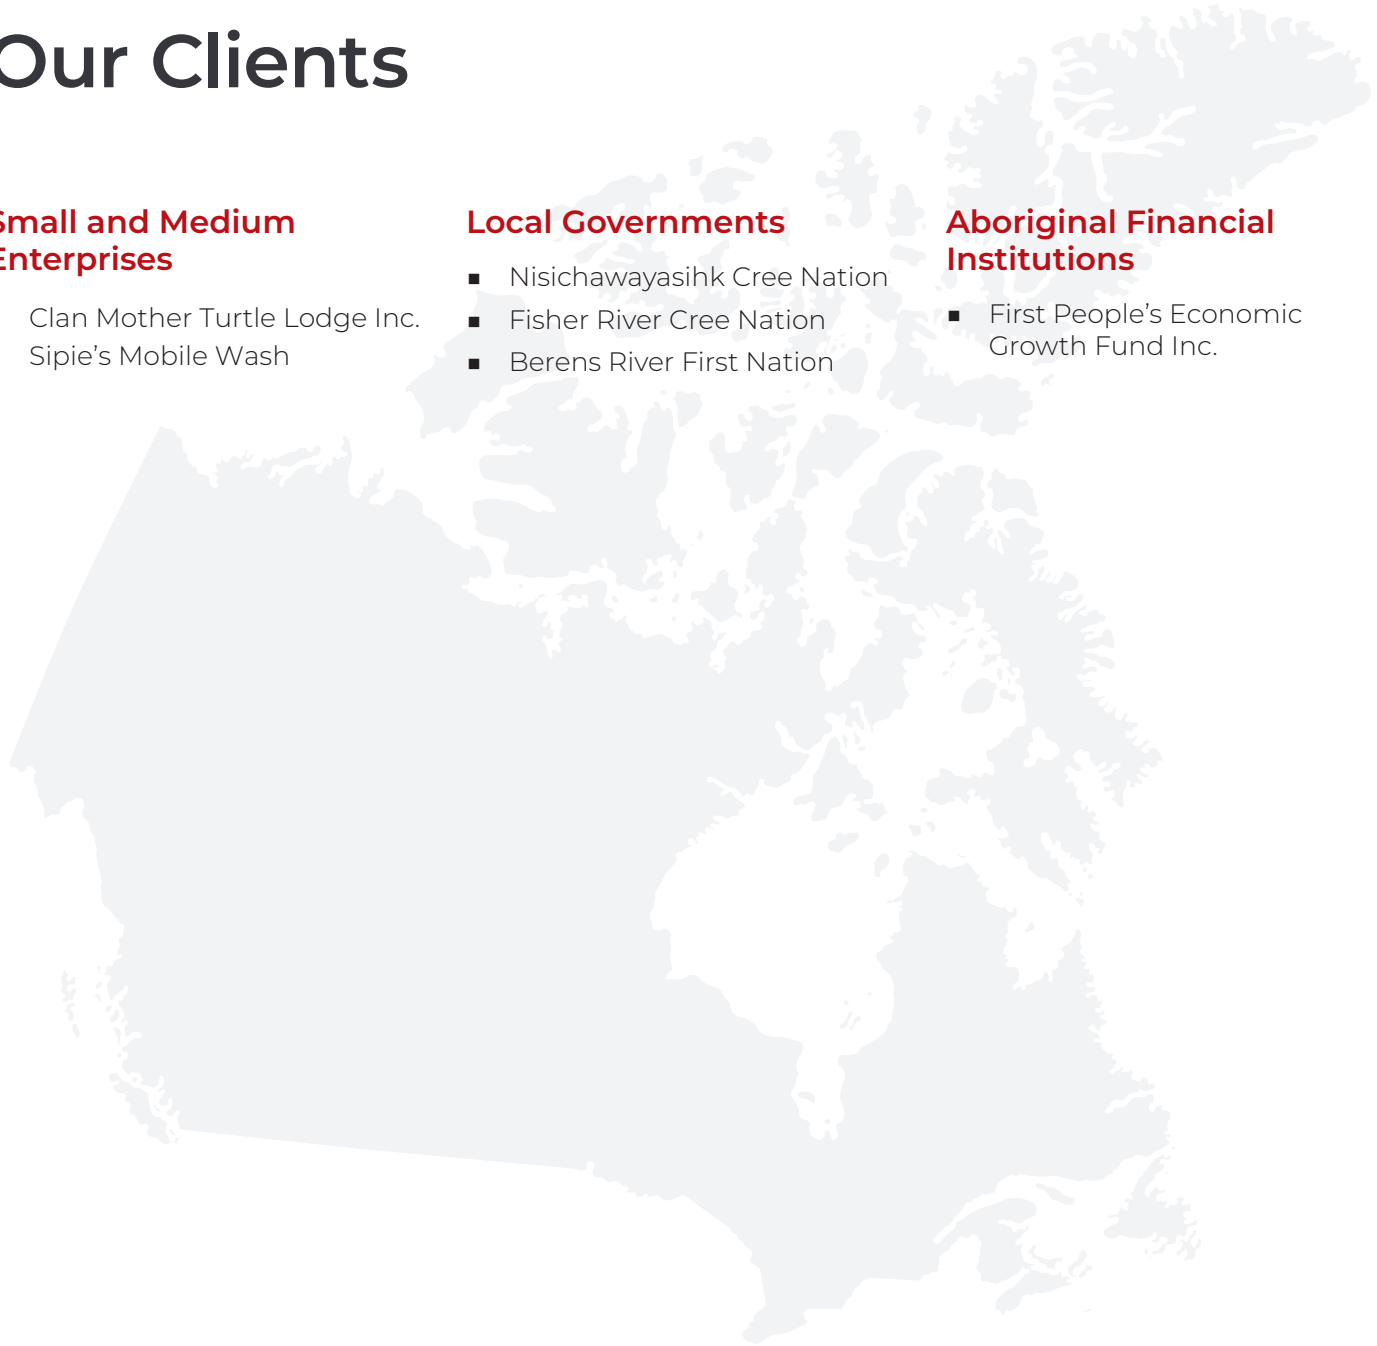 Our Clients
Small and Medium
Enterprises
Clan Mother Turtle Lodge Inc.
Sipie's Mobile Wash
Local Governments
■ Nisichawayasihk Cree Nation
■ Fisher River Cree Nation
■ Berens River First Nation
Aboriginal Financial
Institutions
■ First People's Economic
Growth Fund Inc.